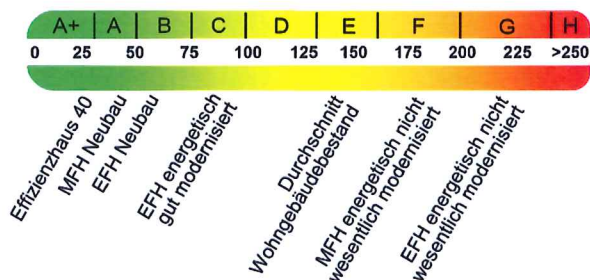 A+ A B C D E F G H
0 25 50 75 100 125 150 175 200 225 >250
Effizienzhaus 40
MFH Neubau
EFH Neubau
EFH energetisch
gut modernisiert
Durchschnitt
Wohngebäudebestand
MFH energetisch nicht
wesentlich modernisiert
EFH energetisch nicht
wesentlich modernisiert